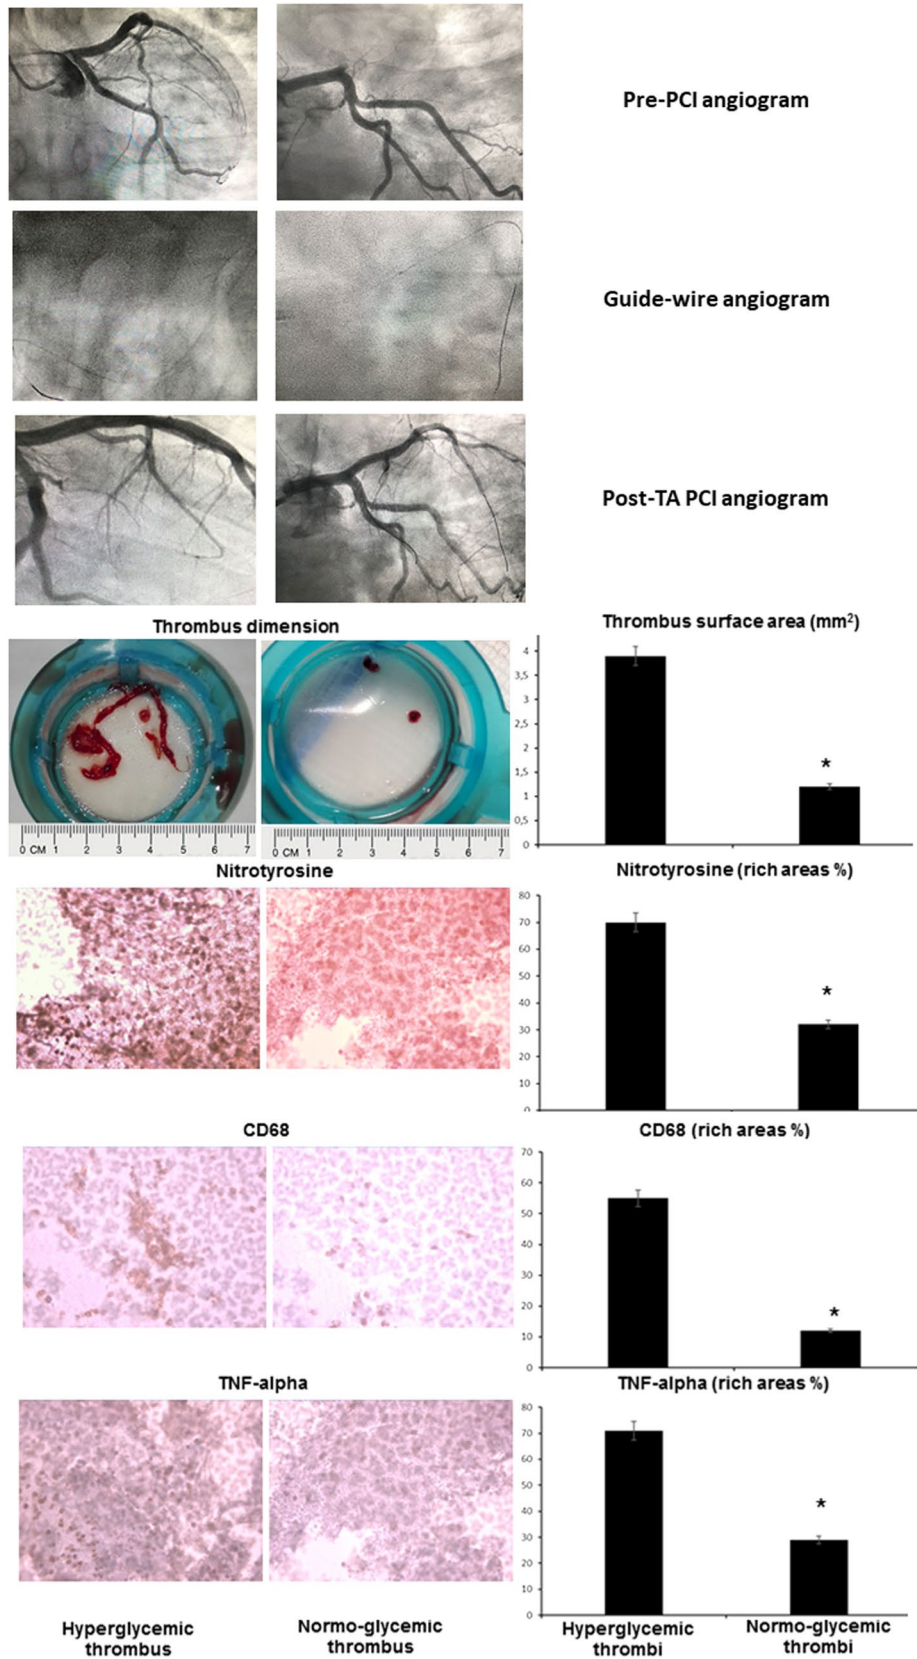 Pre-PCI angiogram
Guide-wire angiogram
Post-TA PCI angiogram
Thrombus dimension
Thrombus surface area (mm²)
4
3,5
3
2,5
2
1,5
1
0,5
0
*
0 CM 1 2 3 4 5 6 7
0 CM 1 2 3 4 5 6 7
Nitrotyrosine
Nitrotyrosine (rich areas %)
80
70
60
50
40
30
20
10
0
*
CD68
CD68 (rich areas %)
70
60
50
40
30
20
10
0
*
TNF-alpha
TNF-alpha (rich areas %)
80
70
60
50
40
30
20
10
0
*
Hyperglycemic
thrombus
Normo-glycemic
thrombus
Hyperglycemic
thrombi
Normo-glycemic
thrombi